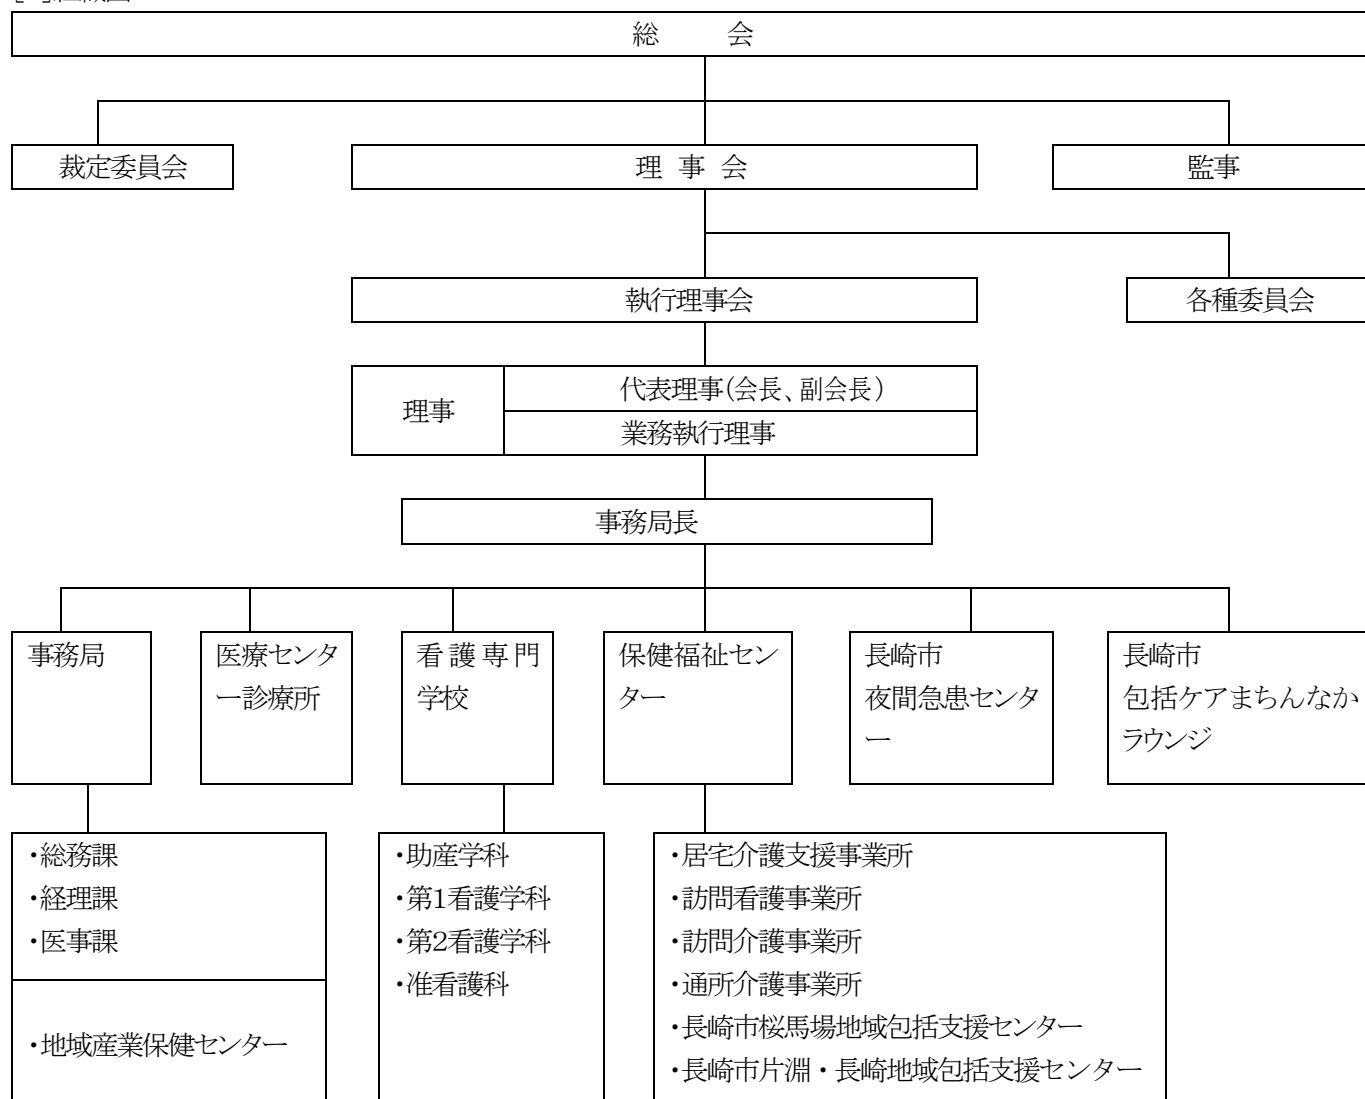 総　会
裁定委員会
理 事 会
監事
執行理事会
各種委員会
理事
代表理事(会長、副会長)
業務執行理事
事務局長
事務局
医療センタ
ー診療所
看護専門
学校
保健福祉セン
ター
長崎市
夜間急患センタ
ー
長崎市
包括ケアまちんなか
ラウンジ
・総務課
・経理課
・医事課
・地域産業保健センター
・助産学科
・第1看護学科
・第2看護学科
・准看護科
・居宅介護支援事業所
・訪問看護事業所
・訪問介護事業所
・通所介護事業所
・長崎市桜馬場地域包括支援センター
・長崎市片淵・長崎地域包括支援センター